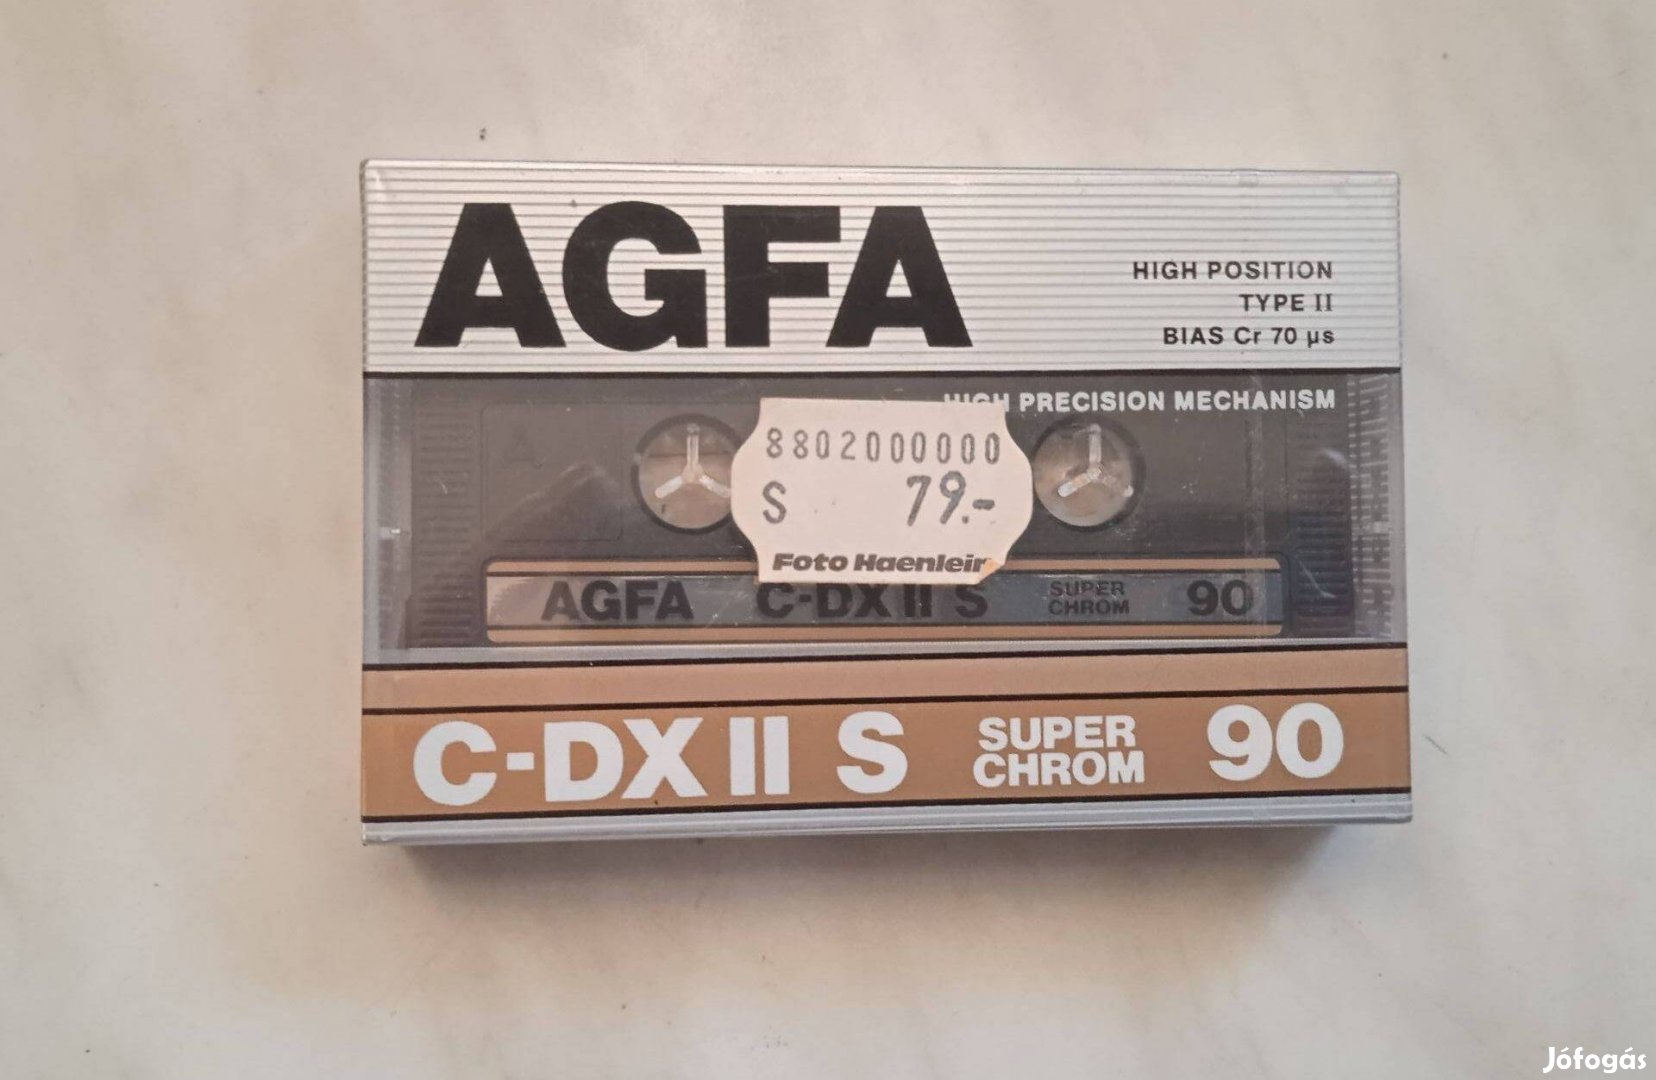 AGFA
HIGH POSITION
TYPE II
BIAS Cr 70 µs
HIGH PRECISION MECHANISM
8802000000
S 79.-
Foto Haenlein
AGFA C-DX II S SUPER CHROM 90
C-DX II S SUPER CHROM 90
Jófogás